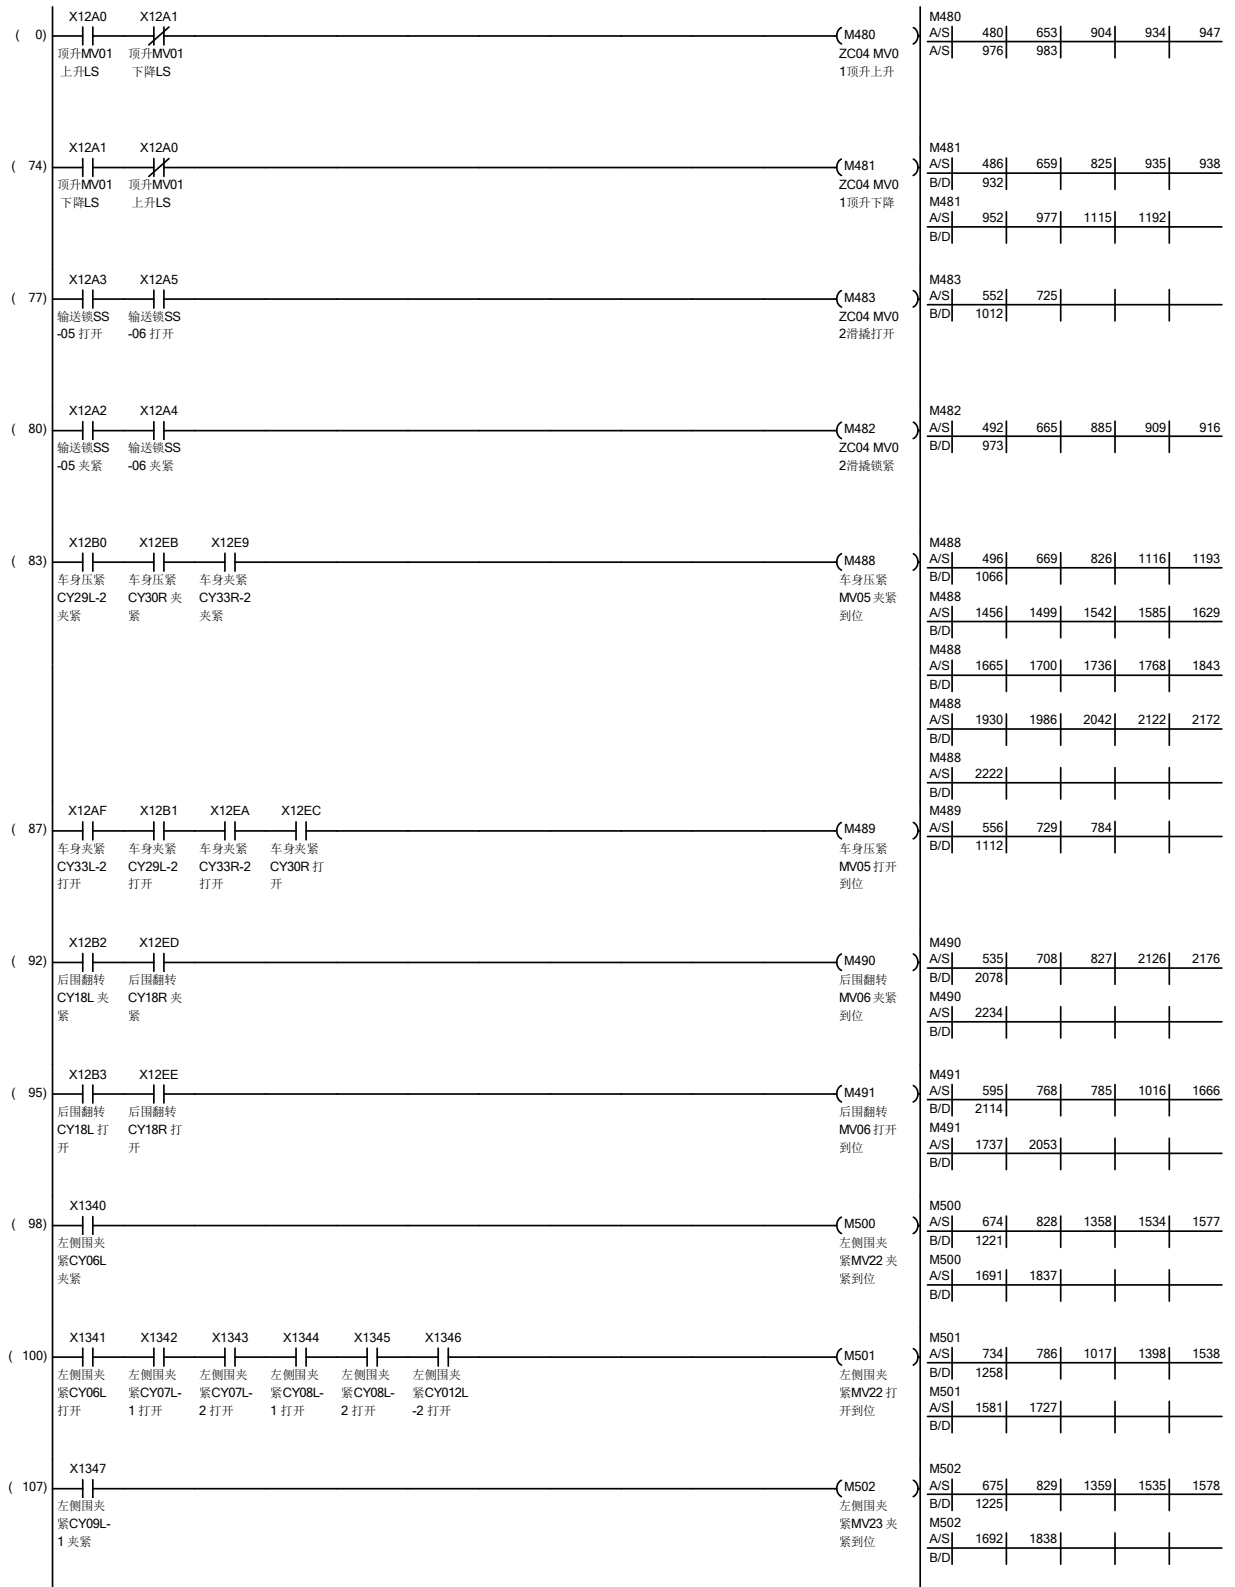 X12A0 X12A1 M480
( 0) M480 A/S 480 653 904 934 947
顶升MV01 顶升MV01 ZC04 MV0 A/S 976 983
上升LS 下降LS 1顶升上升
X12A1 X12A0 M481
( 74) M481 A/S 486 659 825 935 938
顶升MV01 顶升MV01 ZC04 MV0 B/D 932
下降LS 上升LS 1顶升下降 M481
A/S 952 977 1115 1192
B/D
X12A3 X12A5 M483
( 77) M483 A/S 552 725
输送锁SS 输送锁SS ZC04 MV0 B/D 1012
-05 打开 -06 打开 2滑撬打开
X12A2 X12A4 M482
( 80) M482 A/S 492 665 885 909 916
输送锁SS 输送锁SS ZC04 MV0 B/D 973
-05 夹紧 -06 夹紧 2滑撬锁紧
X12B0 X12EB X12E9 M488
( 83) M488 A/S 496 669 826 1116 1193
车身压紧 车身压紧 车身夹紧 车身压紧 B/D 1066
CY29L-2 CY30R 夹 CY33R-2 MV05 夹紧 M488
夹紧 紧 夹紧 到位 A/S 1456 1499 1542 1585 1629
B/D
M488
A/S 1665 1700 1736 1768 1843
B/D
M488
A/S 1930 1986 2042 2122 2172
B/D
M488
A/S 2222
B/D
X12AF X12B1 X12EA X12EC M489
( 87) M489 A/S 556 729 784
车身夹紧 车身夹紧 车身夹紧 车身夹紧 车身压紧 B/D 1112
CY33L-2 CY29L-2 CY33R-2 CY30R 打 MV05 打开
打开 打开 打开 开 到位
X12B2 X12ED M490
( 92) M490 A/S 535 708 827 2126 2176
后围翻转 后围翻转 后围翻转 B/D 2078
CY18L 夹 CY18R 夹 MV06 夹紧 M490
紧 紧 到位 A/S 2234
B/D
X12B3 X12EE M491
( 95) M491 A/S 595 768 785 1016 1666
后围翻转 后围翻转 后围翻转 B/D 2114
CY18L 打 CY18R 打 MV06 打开 M491
开 开 到位 A/S 1737 2053
B/D
X1340 M500
( 98) M500 A/S 674 828 1358 1534 1577
左侧围夹 左侧围夹 B/D 1221
紧CY06L 紧MV22 夹 M500
夹紧 紧到位 A/S 1691 1837
B/D
X1341 X1342 X1343 X1344 X1345 X1346 M501
( 100) M501 A/S 734 786 1017 1398 1538
左侧围夹 左侧围夹 左侧围夹 左侧围夹 左侧围夹 左侧围夹 左侧围夹 B/D 1258
紧CY06L 紧CY07L- 紧CY07L- 紧CY08L- 紧CY08L- 紧CY012L 紧MV22 打 M501
打开 1 打开 2 打开 1 打开 2 打开 -2 打开 开到位 A/S 1581 1727
B/D
X1347 M502
( 107) M502 A/S 675 829 1359 1535 1578
左侧围夹 左侧围夹 B/D 1225
紧CY09L- 紧MV23 夹 M502
1 夹紧 紧到位 A/S 1692 1838
B/D